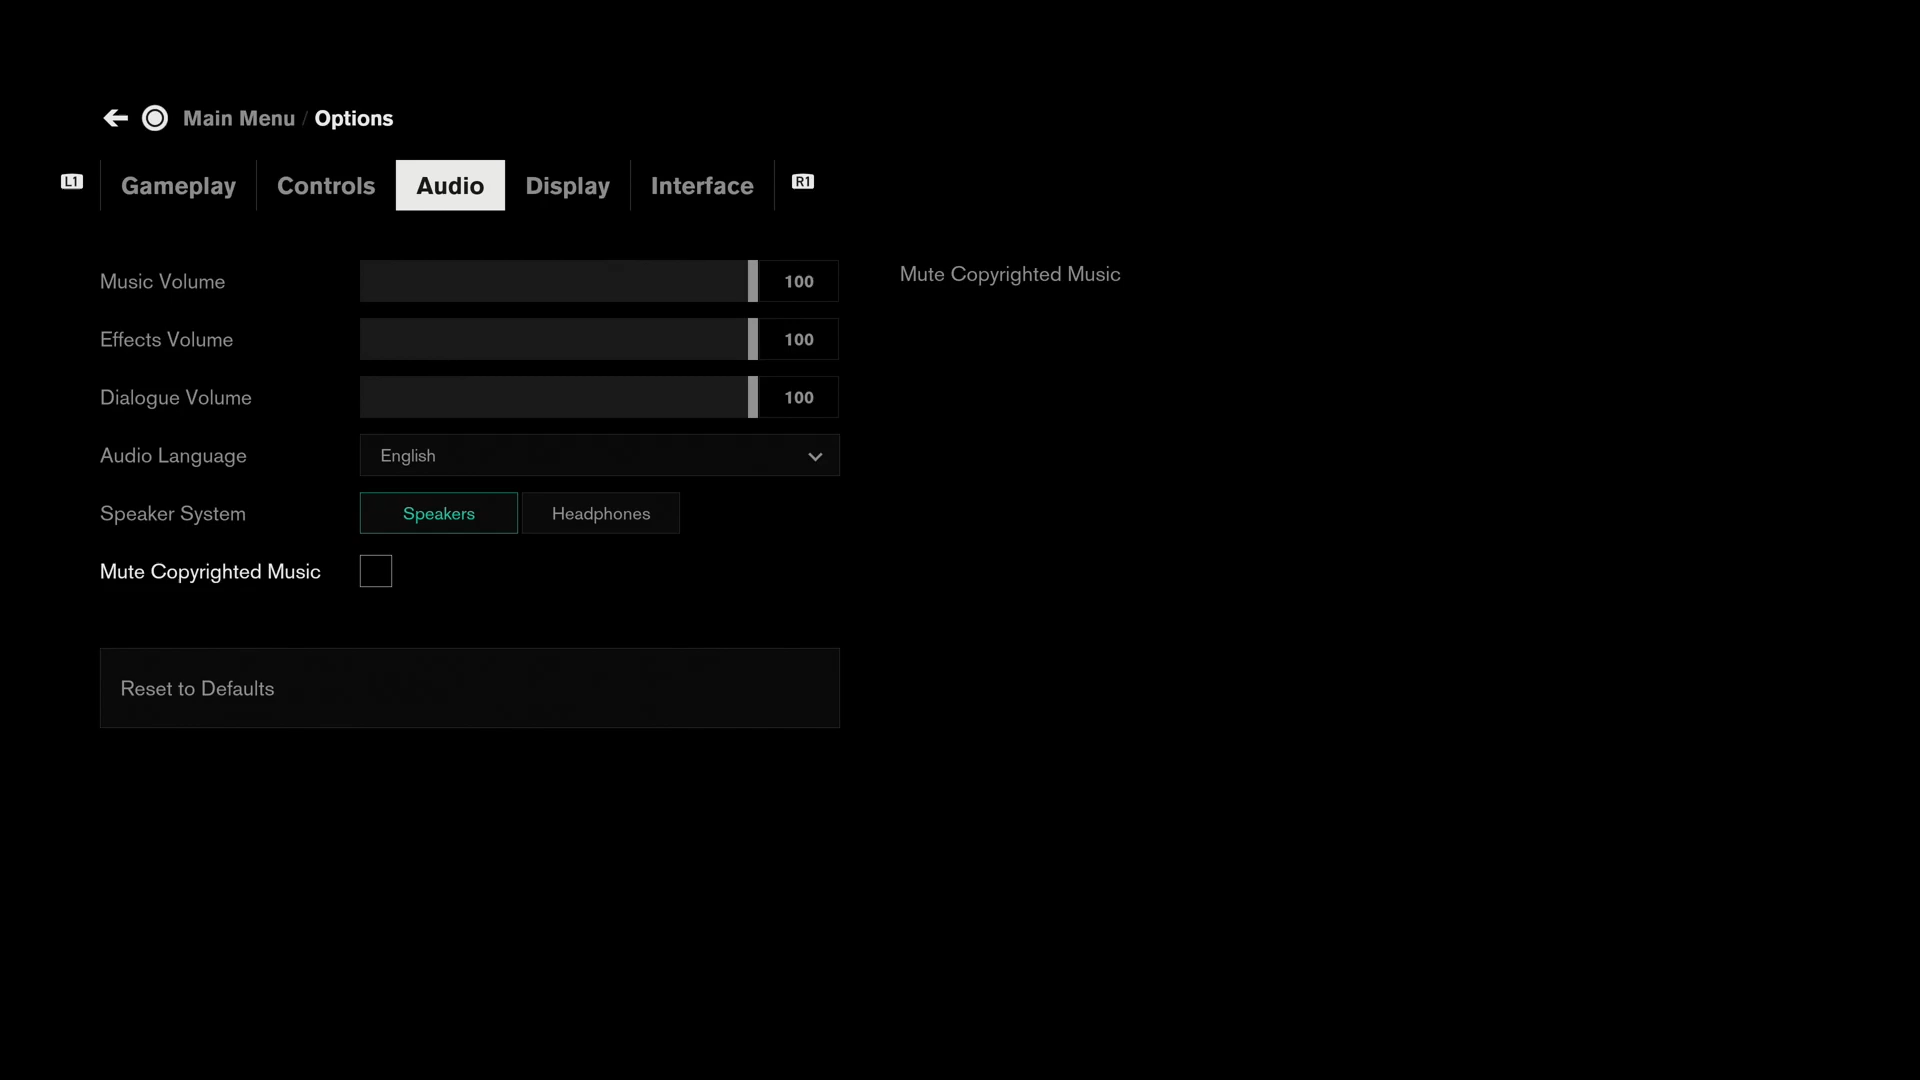 Main Menu / Options
L1 Gameplay Controls Audio Display Interface R1
Music Volume 100
Mute Copyrighted Music
Effects Volume 100
Dialogue Volume 100
Audio Language English
Speaker System Speakers Headphones
Mute Copyrighted Music
Reset to Defaults